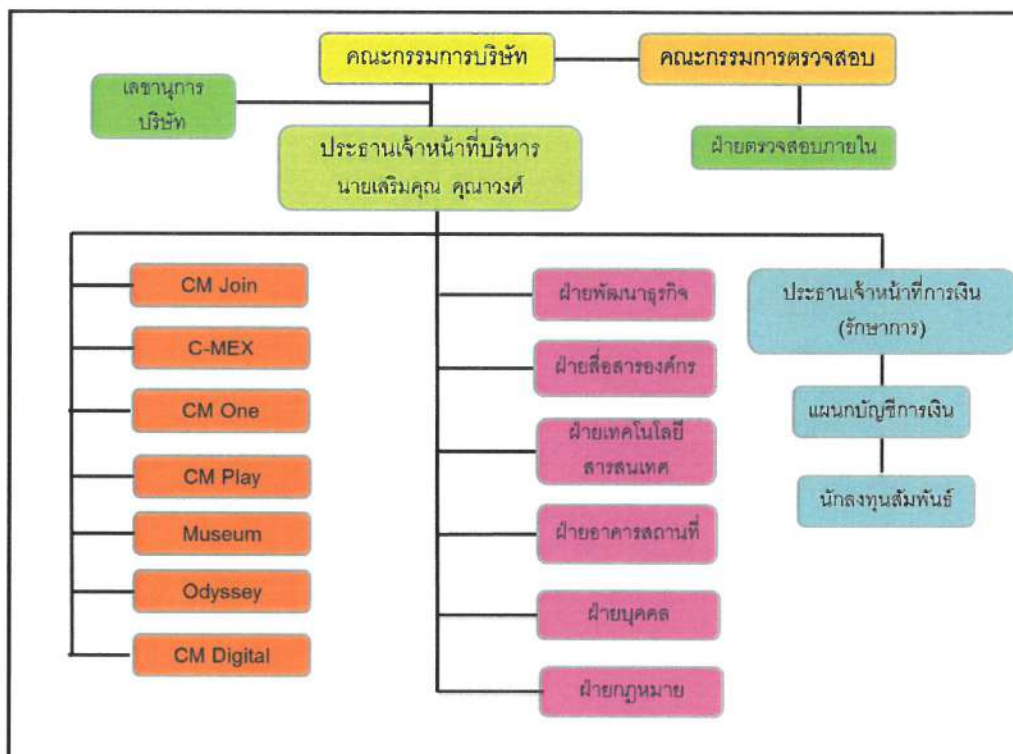 คณะกรรมการบริษัท
คณะกรรมการตรวจสอบ
เลขานุการ
บริษัท
ประธานเจ้าหน้าที่บริหาร
นายเสริมคุณ คุณาวงศ์
ฝ่ายตรวจสอบภายใน
CM Join
C-MEX
CM One
CM Play
Museum
Odyssey
CM Digital
ฝ่ายพัฒนาธุรกิจ
ฝ่ายสื่อสารองค์กร
ฝ่ายเทคโนโลยี
สารสนเทศ
ฝ่ายอาคารสถานที่
ฝ่ายบุคคล
ฝ่ายกฎหมาย
ประธานเจ้าหน้าที่การเงิน
(รักษาการ)
แผนกบัญชีการเงิน
นักลงทุนสัมพันธ์